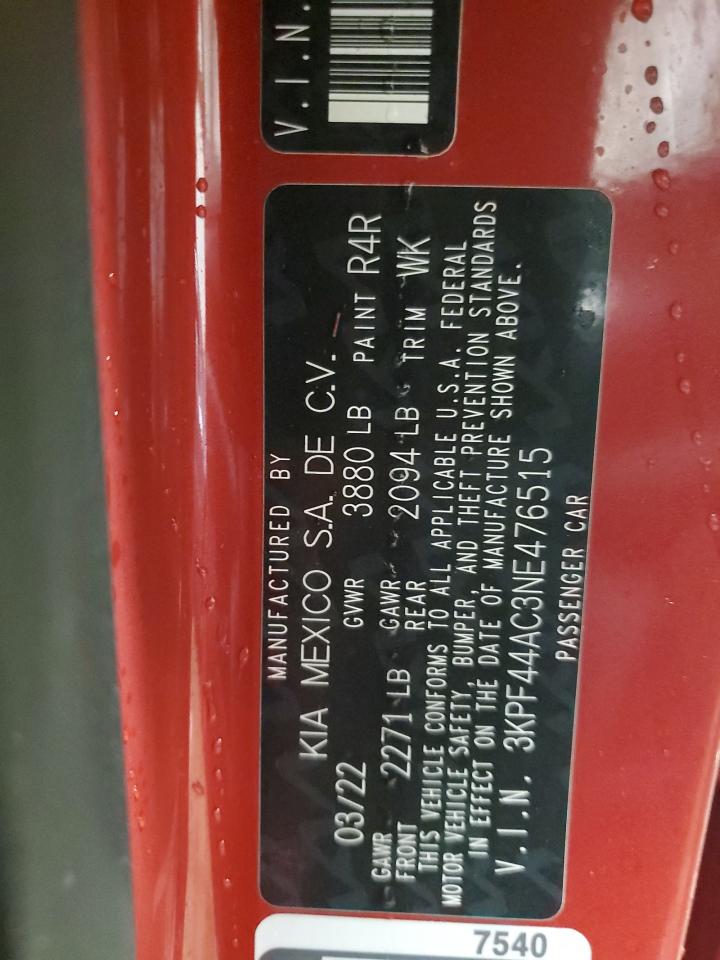 V.I.N.
MANUFACTURED BY
KIA MEXICO S.A. DE C.V.
03/22 GVWR 3880 LB PAINT R4R
GAWR FRONT 2271 LB GAWR REAR 2094 LB TRIM WK
THIS VEHICLE CONFORMS TO ALL APPLICABLE U.S.A. FEDERAL
MOTOR VEHICLE SAFETY, BUMPER, AND THEFT PREVENTION STANDARDS
IN EFFECT ON THE DATE OF MANUFACTURE SHOWN ABOVE.
V.I.N. 3KPF44AC3NE476515
PASSENGER CAR
7540